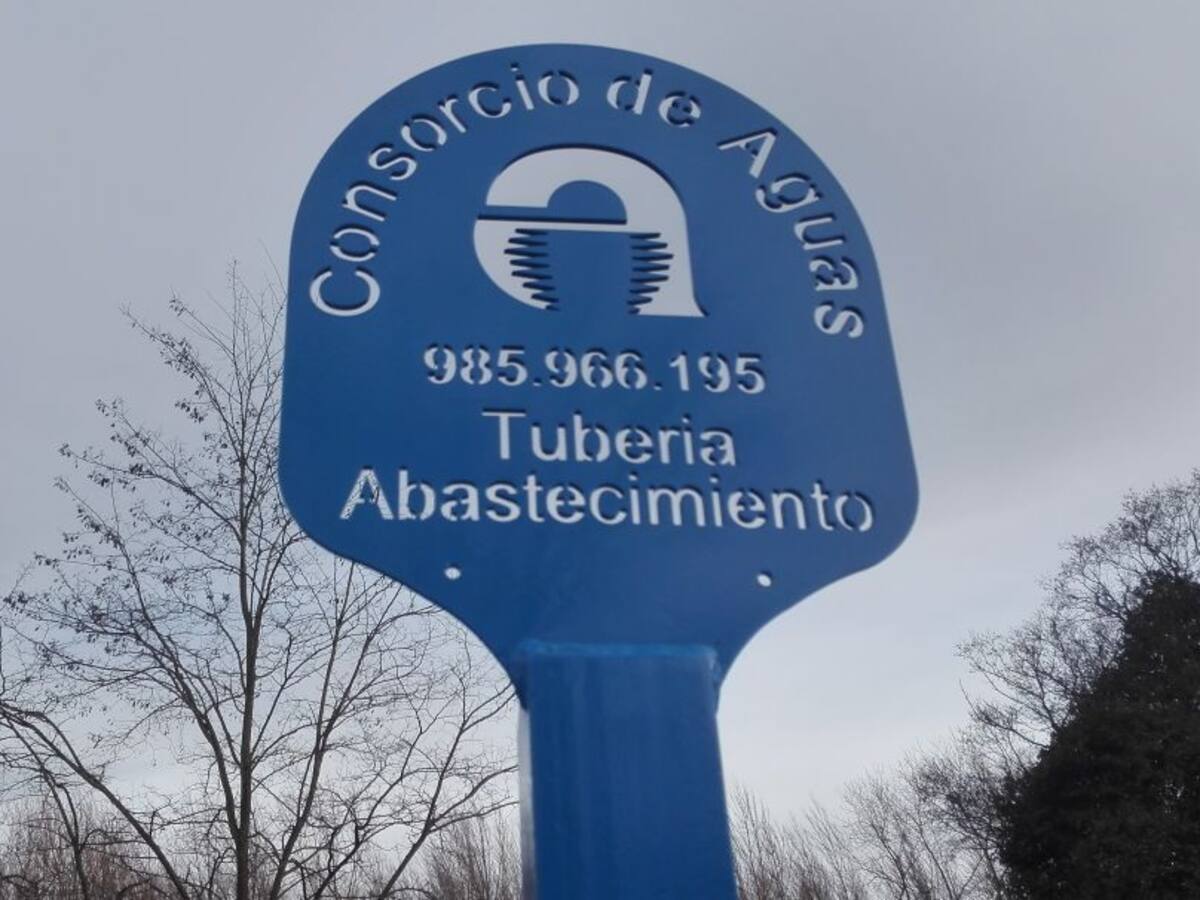 Consorcio de Aguas
985.966.195
Tuberia
Abastecimiento